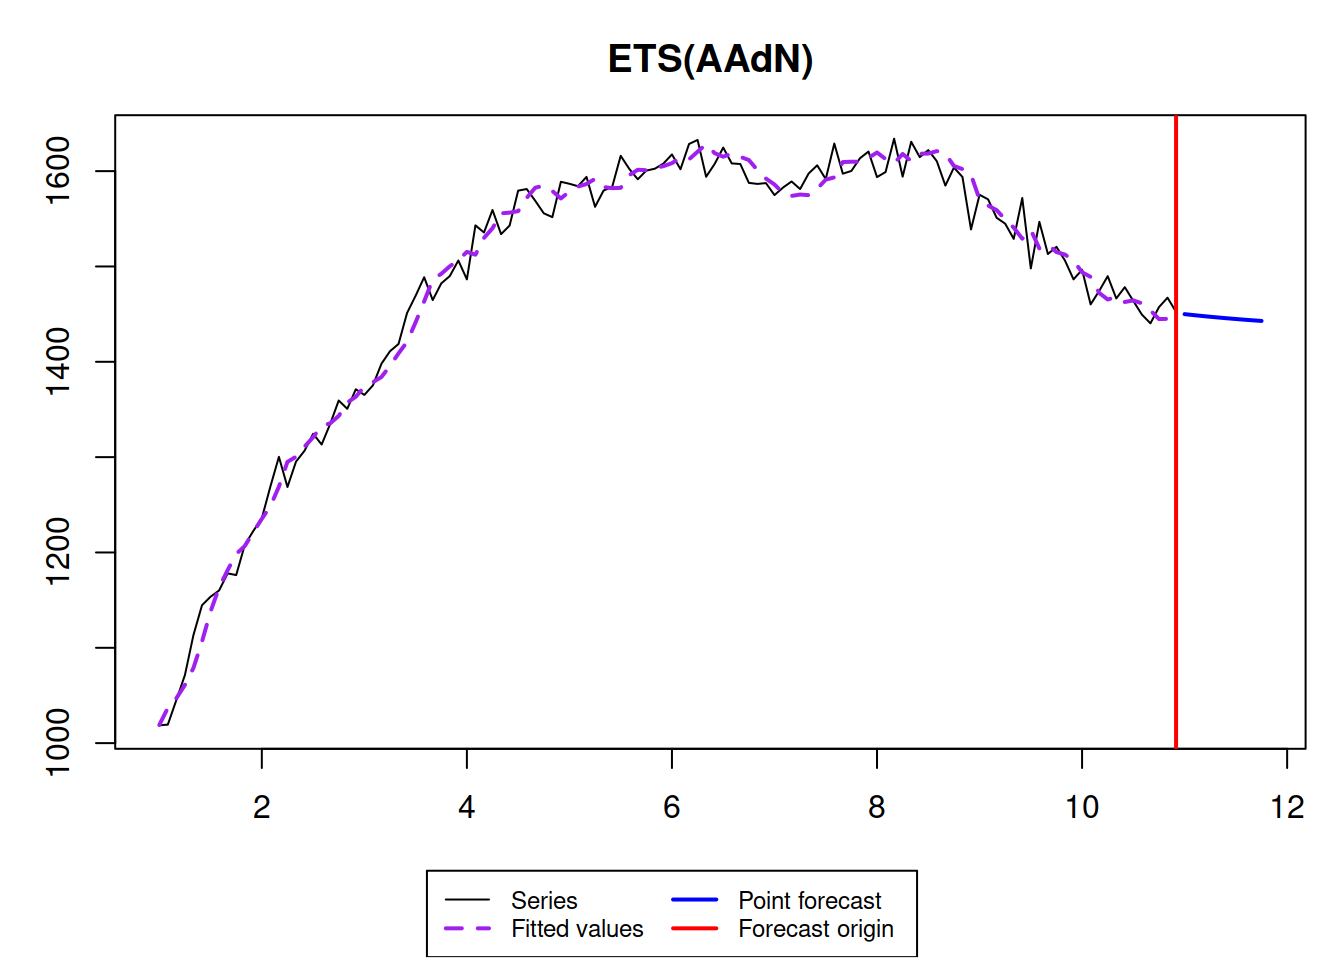 ETS(AAdN)
1600
1400
1200
1000
2 4 6 8 10 12
Series Point forecast
Fitted values Forecast origin